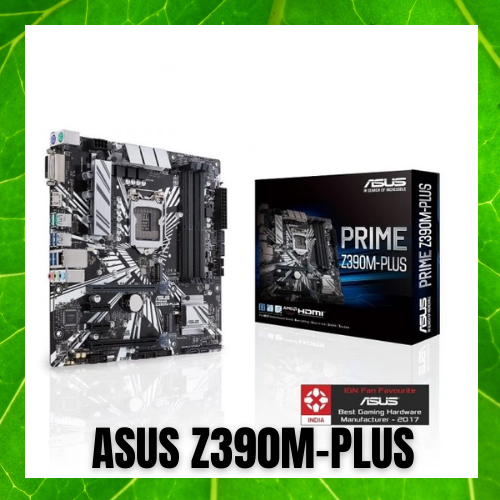 ASUS
IN SEARCH OF INCREDIBLE
PRIME
Z390M-PLUS
HDMI
PRIME Z390M-PLUS
ASUS
IGN Fan Favourite
ASUS
Best Gaming Hardware
Manufacturer - 2017
INDIA
ASUS Z390M-PLUS